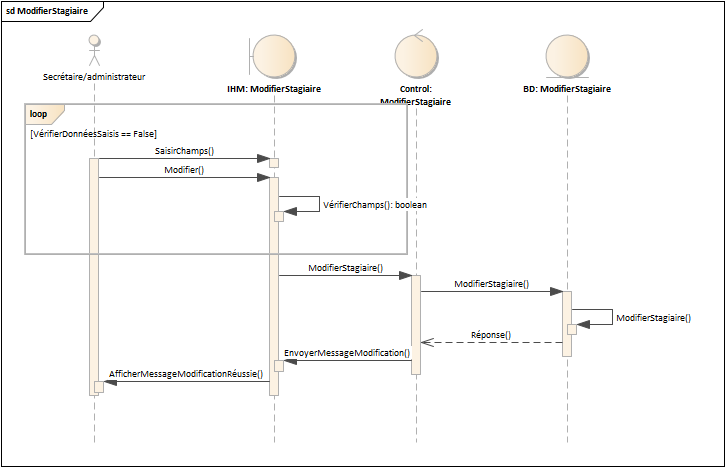 sd ModifierStagiaire
Secrétaire/administrateur
IHM: ModifierStagiaire
Control:
ModifierStagiaire
BD: ModifierStagiaire
loop
[VérifierDonnéesSaisis == False]
SaisirChamps()
Modifier()
VérifierChamps(): boolean
ModifierStagiaire()
ModifierStagiaire()
ModifierStagiaire()
Réponse()
EnvoyerMessageModification()
AfficherMessageModificationRéussie()